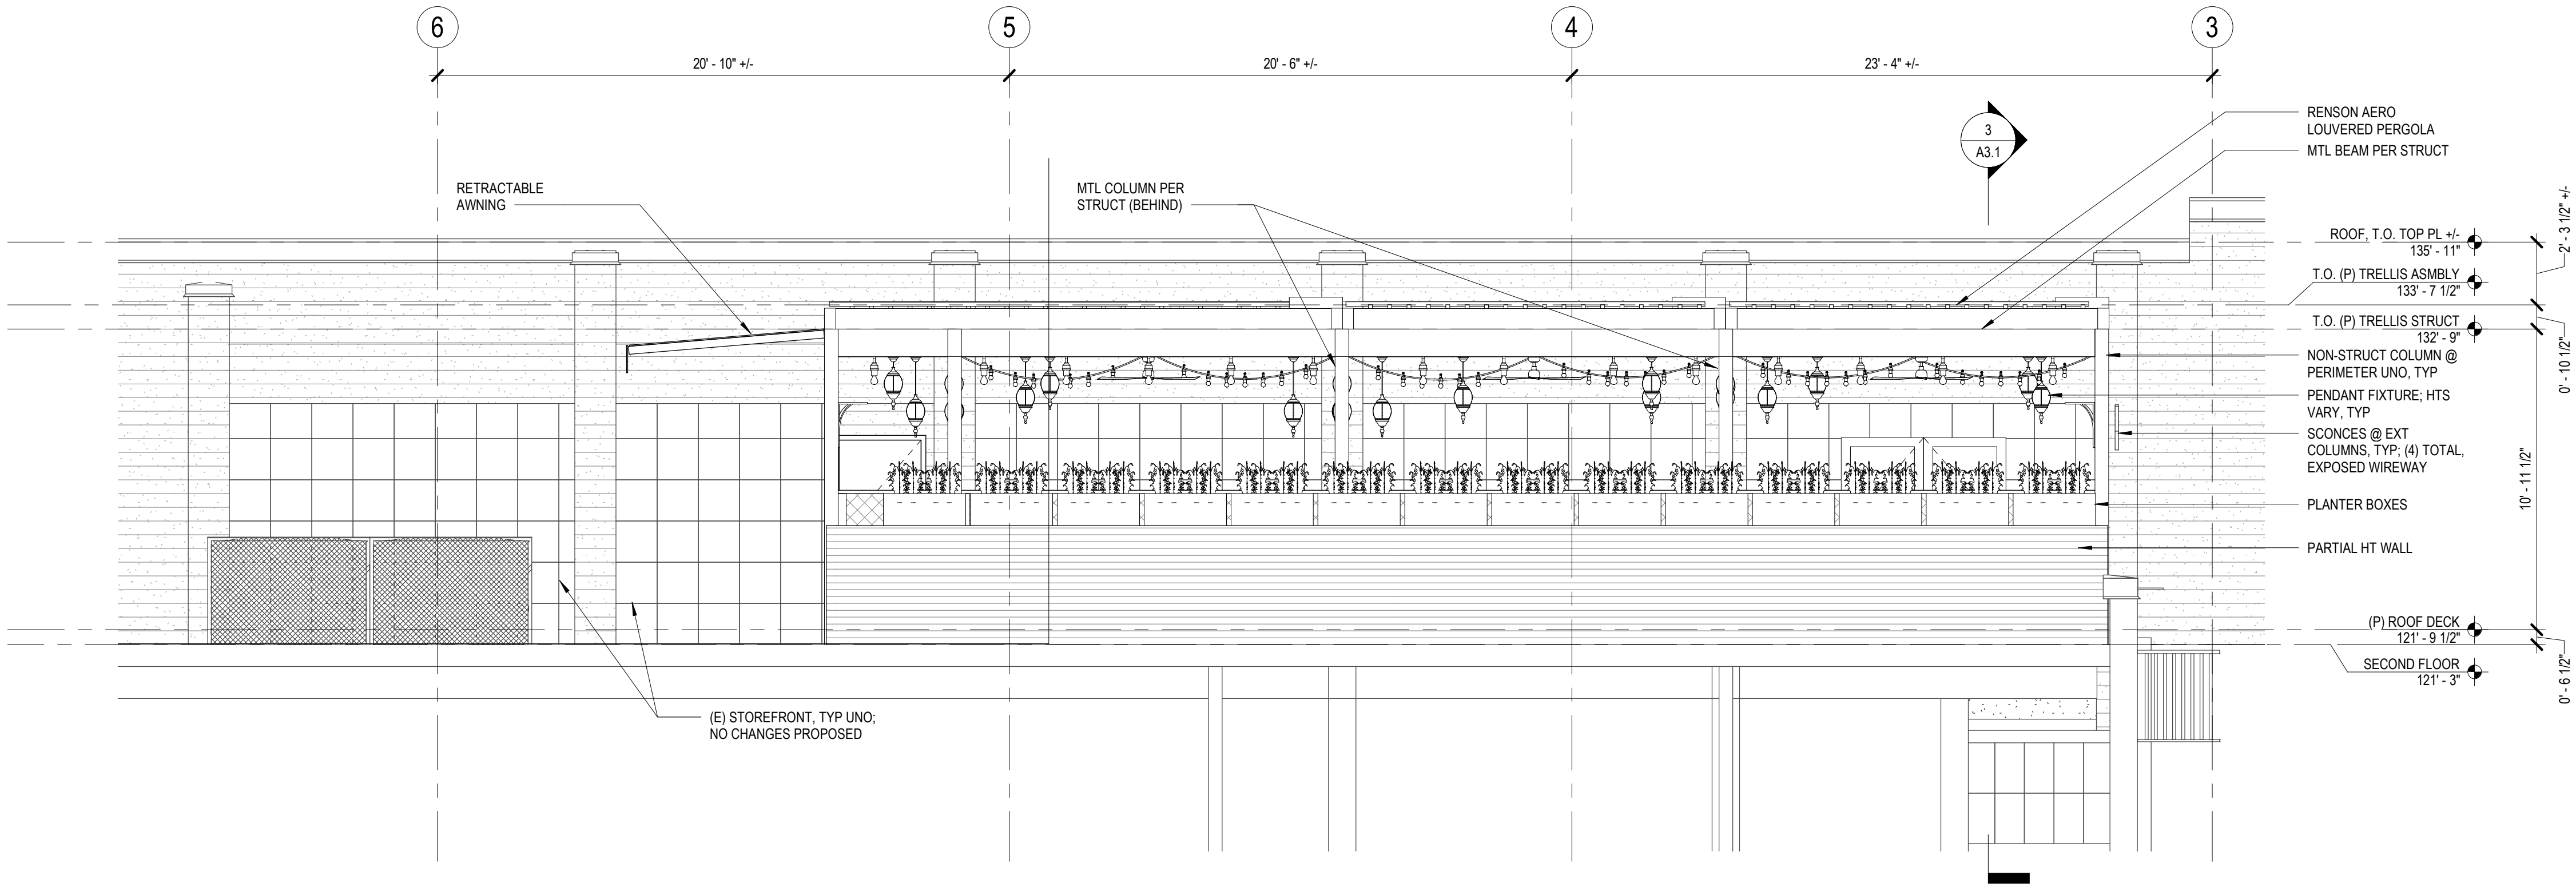 6
5
4
3
20' - 10" +/-
20' - 6" +/-
23' - 4" +/-
3
A3.1
RENSON AERO
LOUVERED PERGOLA
MTL BEAM PER STRUCT
RETRACTABLE
AWNING
MTL COLUMN PER
STRUCT (BEHIND)
ROOF, T.O. TOP PL +/-
135' - 11"
2' - 3 1/2" +/-
T.O. (P) TRELLIS ASMBLY
133' - 7 1/2"
T.O. (P) TRELLIS STRUCT
132' - 9"
0' - 10 1/2"
NON-STRUCT COLUMN @
PERIMETER UNO, TYP
PENDANT FIXTURE; HTS
VARY, TYP
SCONCES @ EXT
COLUMNS, TYP; (4) TOTAL,
EXPOSED WIREWAY
10' - 11 1/2"
PLANTER BOXES
PARTIAL HT WALL
(P) ROOF DECK
121' - 9 1/2"
SECOND FLOOR
121' - 3"
0' - 6 1/2"
(E) STOREFRONT, TYP UNO;
NO CHANGES PROPOSED